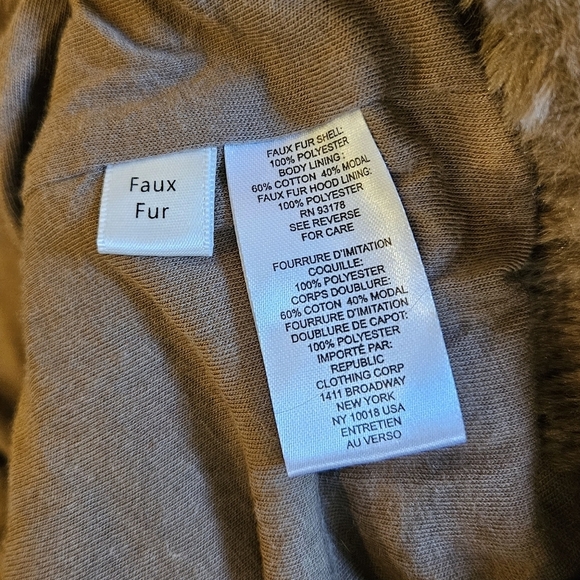 Faux
Fur
FAUX FUR SHELL:
100% POLYESTER
BODY LINING:
60% COTTON 40% MODAL
FAUX FUR HOOD LINING:
100% POLYESTER
RN 93178
SEE REVERSE
FOR CARE
FOURRURE D'IMITATION
COQUILLE:
100% POLYESTER
CORPS DOUBLURE:
60% COTON 40% MODAL
FOURRURE D'IMITATION
DOUBLURE DE CAPOT:
100% POLYESTER
IMPORTÉ PAR:
REPUBLIC
CLOTHING CORP
1411 BROADWAY
NEW YORK
NY 10018 USA
ENTRETIEN
AU VERSO